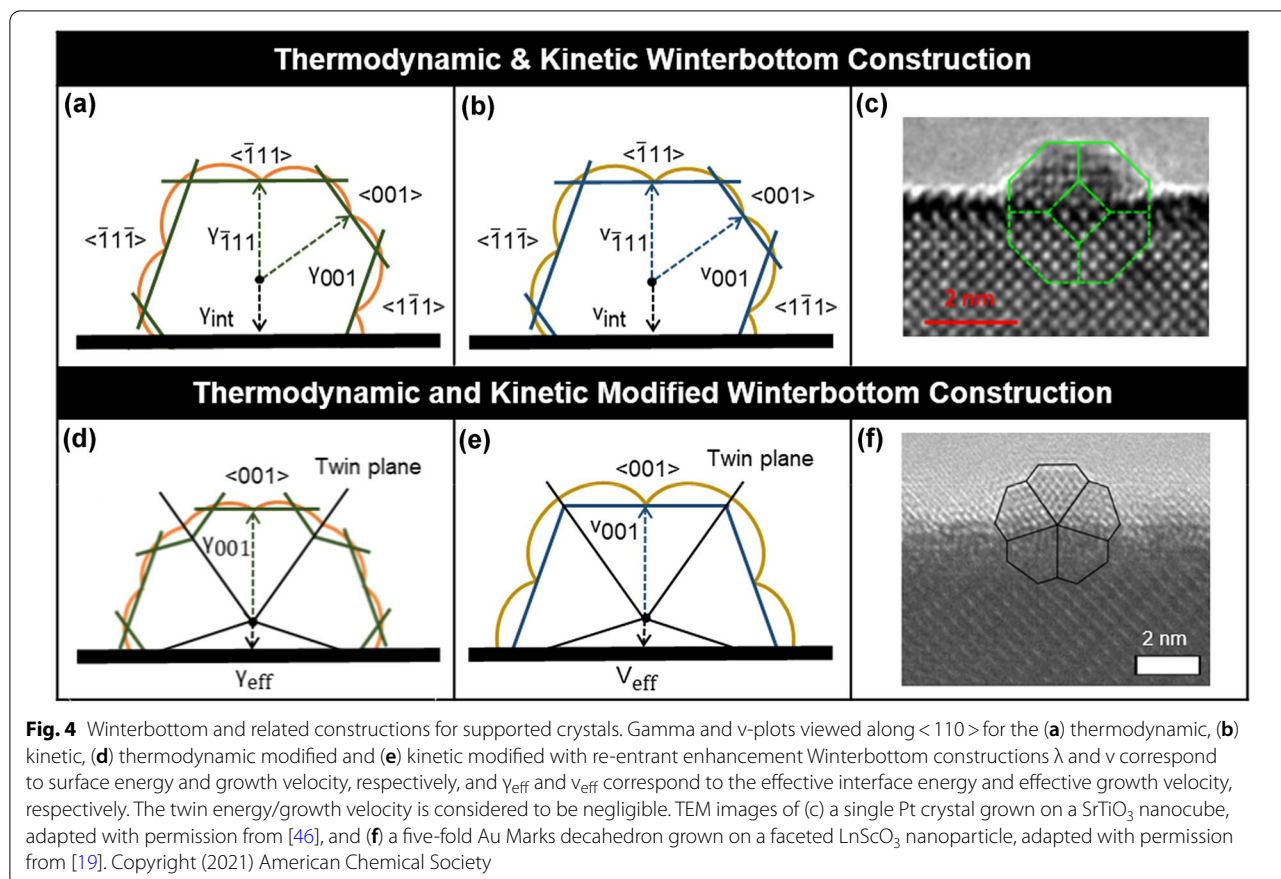 Thermodynamic & Kinetic Winterbottom Construction
(a)
<1̅11>
<001>
<1̅11̅>
γ1̅11
γ001
γint
<11̅1>
(b)
<1̅11>
<001>
<1̅11̅>
v1̅11
v001
vint
<11̅1>
(c)
2 nm
Thermodynamic and Kinetic Modified Winterbottom Construction
(d)
<001>
Twin plane
γ001
γeff
(e)
<001>
Twin plane
v001
Veff
(f)
2 nm
Fig. 4 Winterbottom and related constructions for supported crystals. Gamma and v-plots viewed along < 110 > for the (a) thermodynamic, (b)
kinetic, (d) thermodynamic modified and (e) kinetic modified with re-entrant enhancement Winterbottom constructions λ and v correspond
to surface energy and growth velocity, respectively, and γeff and veff correspond to the effective interface energy and effective growth velocity,
respectively. The twin energy/growth velocity is considered to be negligible. TEM images of (c) a single Pt crystal grown on a SrTiO₃ nanocube,
adapted with permission from [46], and (f) a five-fold Au Marks decahedron grown on a faceted LnScO₃ nanoparticle, adapted with permission
from [19]. Copyright (2021) American Chemical Society